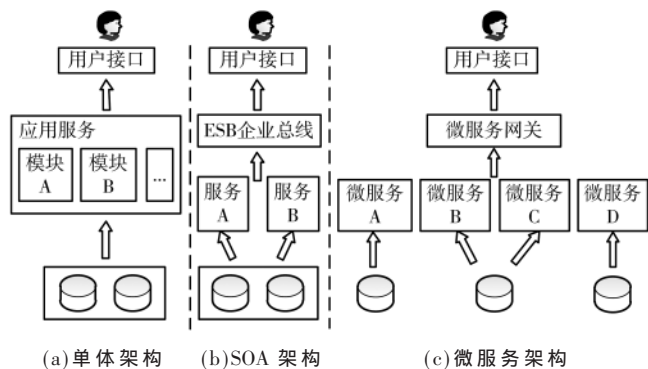 用户接口
用户接口
用户接口
应用服务
模块
A
模块
B
...
ESB企业总线
服务
A
服务
B
微服务网关
微服务
A
微服务
B
微服务
C
微服务
D
(a)单体架构
(b)SOA 架构
(c)微服务架构